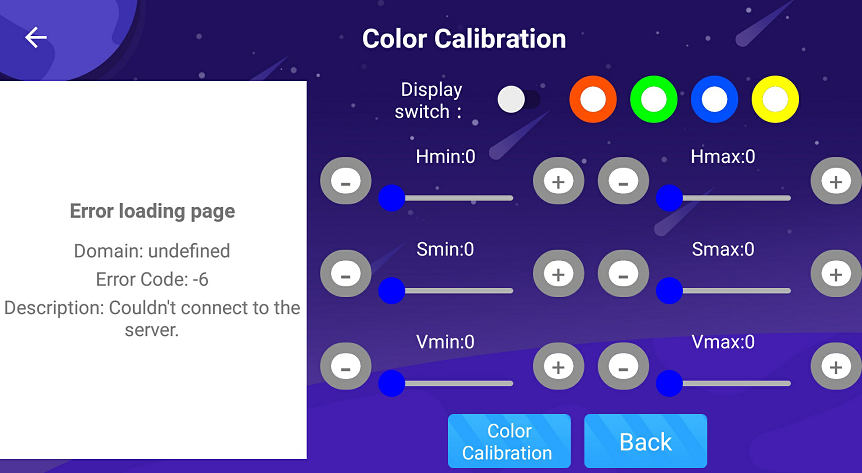 Color Calibration
Display
switch：
Error loading page
Domain: undefined
Error Code: -6
Description: Couldn't connect to the
server.
Hmin:0
- +
Hmax:0
- +
Smin:0
- +
Smax:0
- +
Vmin:0
- +
Vmax:0
- +
Color
Calibration
Back